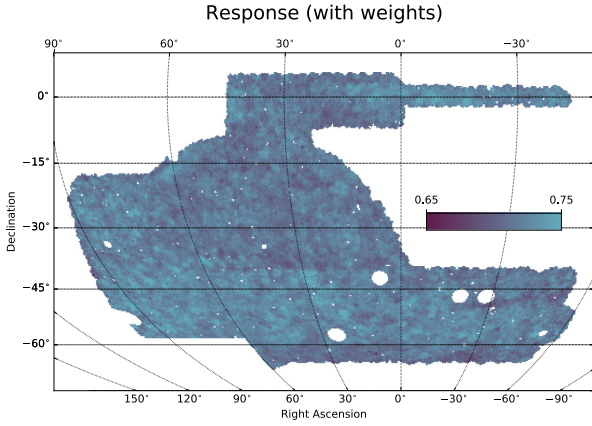 Response (with weights)
90° 60° 30° 0° −30°
0°
−15°
−30°
−45°
−60°
Declination
0.65 0.75
150° 120° 90° 60° 30° 0° −30° −60° −90°
Right Ascension